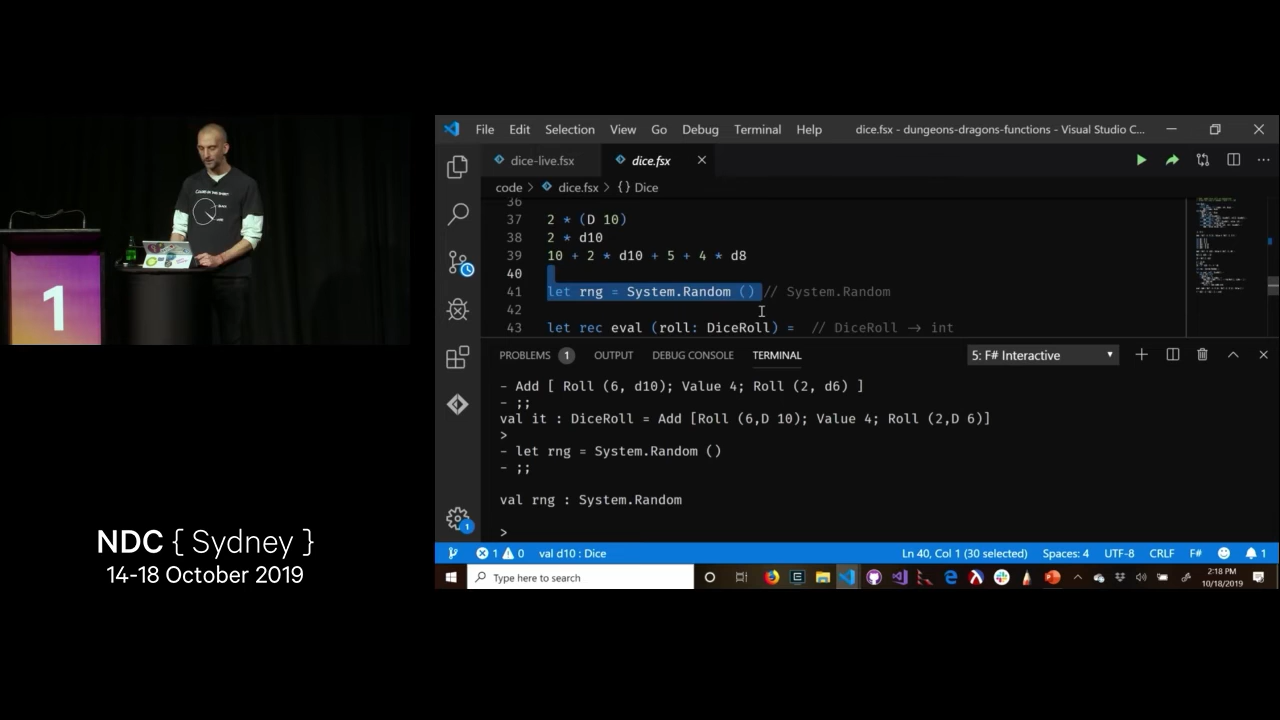 1
NDC { Sydney }
14-18 October 2019
File Edit Selection View Go Debug Terminal Help dice.fsx - dungeons-dragons-functions - Visual Studio C...
dice-live.fsx dice.fsx
code > dice.fsx > {} Dice
36
37 2 * (D 10)
38 2 * d10
39 10 + 2 * d10 + 5 + 4 * d8
40
41 let rng = System.Random () // System.Random
42
43 let rec eval (roll: DiceRoll) = // DiceRoll → int
PROBLEMS 1 OUTPUT DEBUG CONSOLE TERMINAL 5: F# Interactive
- Add [ Roll (6, d10); Value 4; Roll (2, d6) ]
- ;;
val it : DiceRoll = Add [Roll (6,D 10); Value 4; Roll (2,D 6)]
>
- let rng = System.Random ()
- ;;
val rng : System.Random
>
1
1 0 val d10 : Dice Ln 40, Col 1 (30 selected) Spaces: 4 UTF-8 CRLF F# 1
Type here to search
2:18 PM
10/18/2019